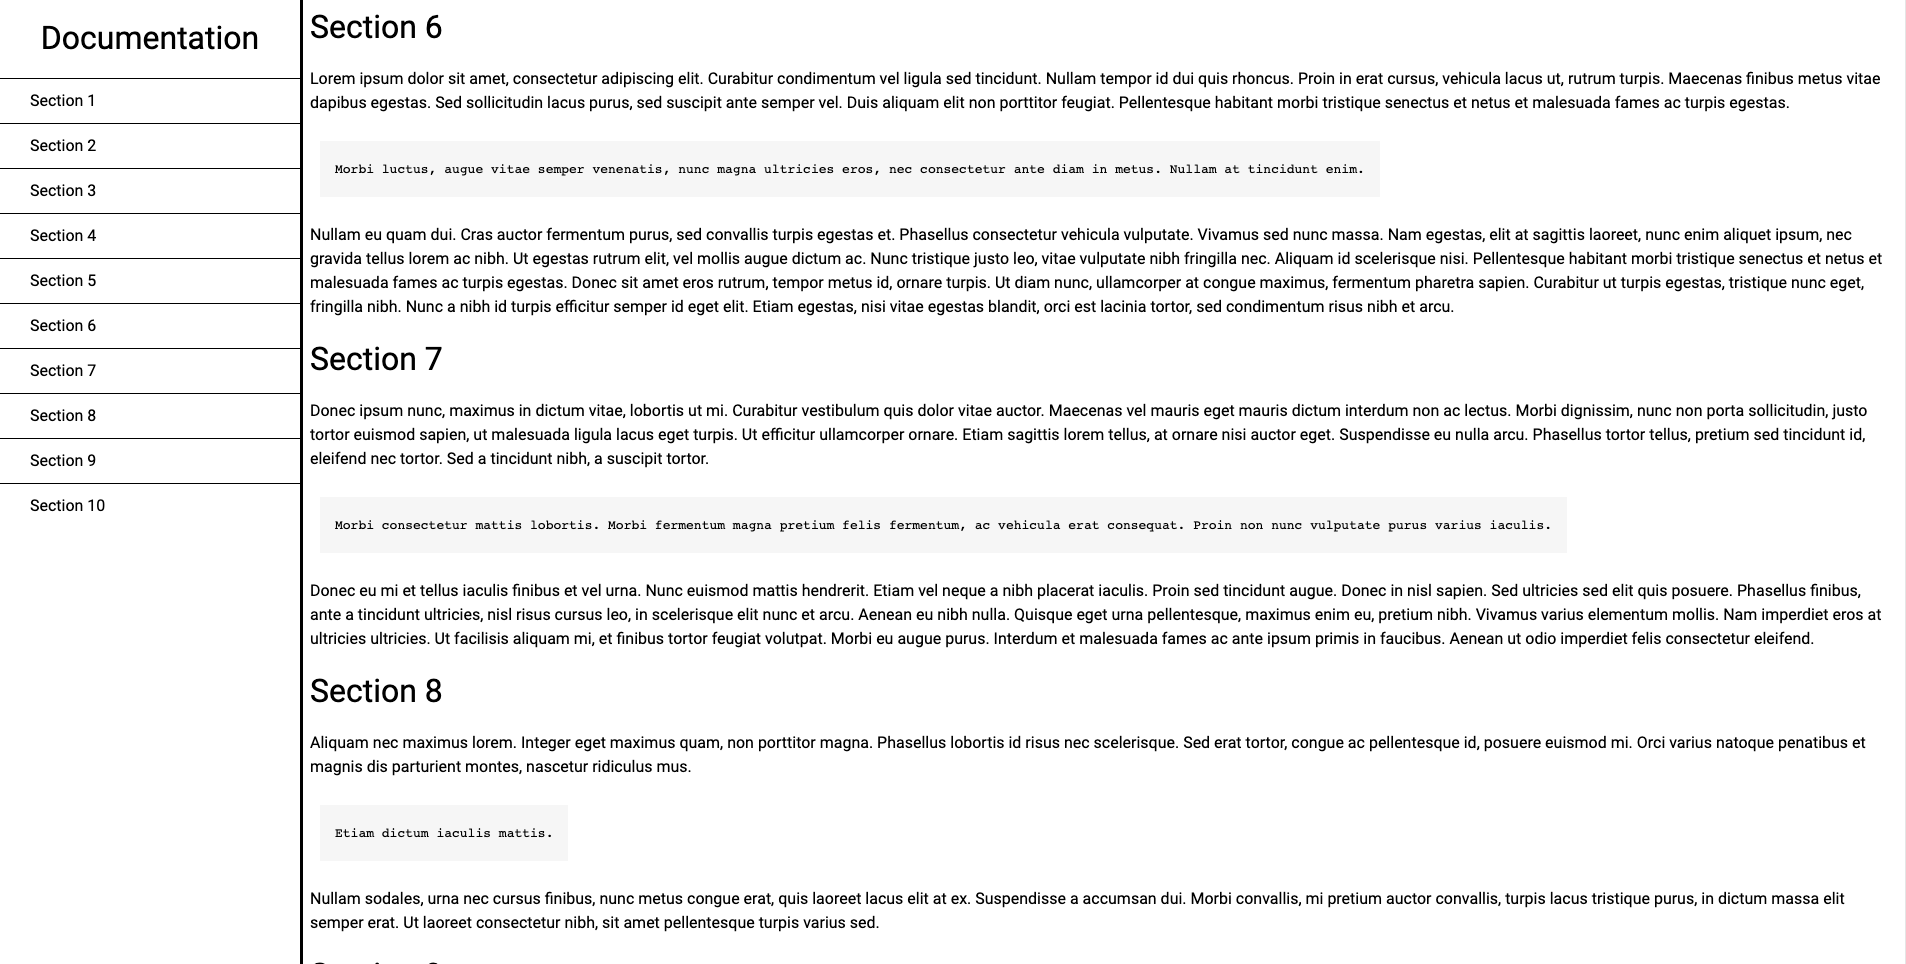 Documentation
Section 1
Section 2
Section 3
Section 4
Section 5
Section 6
Section 7
Section 8
Section 9
Section 10
Section 6
Lorem ipsum dolor sit amet, consectetur adipiscing elit. Curabitur condimentum vel ligula sed tincidunt. Nullam tempor id dui quis rhoncus. Proin in erat cursus, vehicula lacus ut, rutrum turpis. Maecenas finibus metus vitae
dapibus egestas. Sed sollicitudin lacus purus, sed suscipit ante semper vel. Duis aliquam elit non porttitor feugiat. Pellentesque habitant morbi tristique senectus et netus et malesuada fames ac turpis egestas.
Morbi luctus, augue vitae semper venenatis, nunc magna ultricies eros, nec consectetur ante diam in metus. Nullam at tincidunt enim.
Nullam eu quam dui. Cras auctor fermentum purus, sed convallis turpis egestas et. Phasellus consectetur vehicula vulputate. Vivamus sed nunc massa. Nam egestas, elit at sagittis laoreet, nunc enim aliquet ipsum, nec
gravida tellus lorem ac nibh. Ut egestas rutrum elit, vel mollis augue dictum ac. Nunc tristique justo leo, vitae vulputate nibh fringilla nec. Aliquam id scelerisque nisi. Pellentesque habitant morbi tristique senectus et netus et
malesuada fames ac turpis egestas. Donec sit amet eros rutrum, tempor metus id, ornare turpis. Ut diam nunc, ullamcorper at congue maximus, fermentum pharetra sapien. Curabitur ut turpis egestas, tristique nunc eget,
fringilla nibh. Nunc a nibh id turpis efficitur semper id eget elit. Etiam egestas, nisi vitae egestas blandit, orci est lacinia tortor, sed condimentum risus nibh et arcu.
Section 7
Donec ipsum nunc, maximus in dictum vitae, lobortis ut mi. Curabitur vestibulum quis dolor vitae auctor. Maecenas vel mauris eget mauris dictum interdum non ac lectus. Morbi dignissim, nunc non porta sollicitudin, justo
tortor euismod sapien, ut malesuada ligula lacus eget turpis. Ut efficitur ullamcorper ornare. Etiam sagittis lorem tellus, at ornare nisi auctor eget. Suspendisse eu nulla arcu. Phasellus tortor tellus, pretium sed tincidunt id,
eleifend nec tortor. Sed a tincidunt nibh, a suscipit tortor.
Morbi consectetur mattis lobortis. Morbi fermentum magna pretium felis fermentum, ac vehicula erat consequat. Proin non nunc vulputate purus varius iaculis.
Donec eu mi et tellus iaculis finibus et vel urna. Nunc euismod mattis hendrerit. Etiam vel neque a nibh placerat iaculis. Proin sed tincidunt augue. Donec in nisl sapien. Sed ultricies sed elit quis posuere. Phasellus finibus,
ante a tincidunt ultricies, nisl risus cursus leo, in scelerisque elit nunc et arcu. Aenean eu nibh nulla. Quisque eget urna pellentesque, maximus enim eu, pretium nibh. Vivamus varius elementum mollis. Nam imperdiet eros at
ultricies ultricies. Ut facilisis aliquam mi, et finibus tortor feugiat volutpat. Morbi eu augue purus. Interdum et malesuada fames ac ante ipsum primis in faucibus. Aenean ut odio imperdiet felis consectetur eleifend.
Section 8
Aliquam nec maximus lorem. Integer eget maximus quam, non porttitor magna. Phasellus lobortis id risus nec scelerisque. Sed erat tortor, congue ac pellentesque id, posuere euismod mi. Orci varius natoque penatibus et
magnis dis parturient montes, nascetur ridiculus mus.
Etiam dictum iaculis mattis.
Nullam sodales, urna nec cursus finibus, nunc metus congue erat, quis laoreet lacus elit at ex. Suspendisse a accumsan dui. Morbi convallis, mi pretium auctor convallis, turpis lacus tristique purus, in dictum massa elit
semper erat. Ut laoreet consectetur nibh, sit amet pellentesque turpis varius sed.